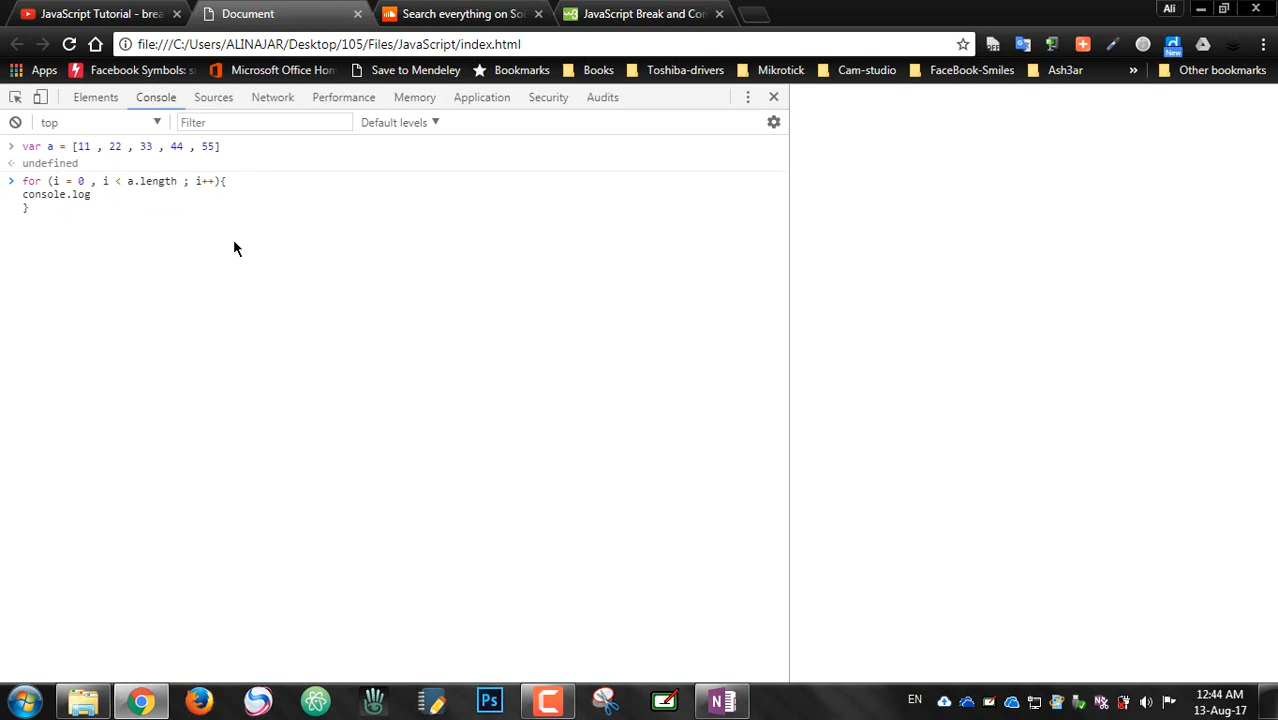 JavaScript Tutorial - brea
Document
Search everything on Sou
JavaScript Break and Con
Ali
file:///C:/Users/ALINAJAR/Desktop/105/Files/JavaScript/index.html
Apps
Facebook Symbols: s
Microsoft Office Hom
Save to Mendeley
Bookmarks
Books
Toshiba-drivers
Mikrotick
Cam-studio
FaceBook-Smiles
Ash3ar
»
Other bookmarks
Elements
Console
Sources
Network
Performance
Memory
Application
Security
Audits
top
Filter
Default levels
var a = [11 , 22 , 33 , 44 , 55]
undefined
for (i = 0 , i < a.length ; i++){
console.log
}
EN
12:44 AM
13-Aug-17